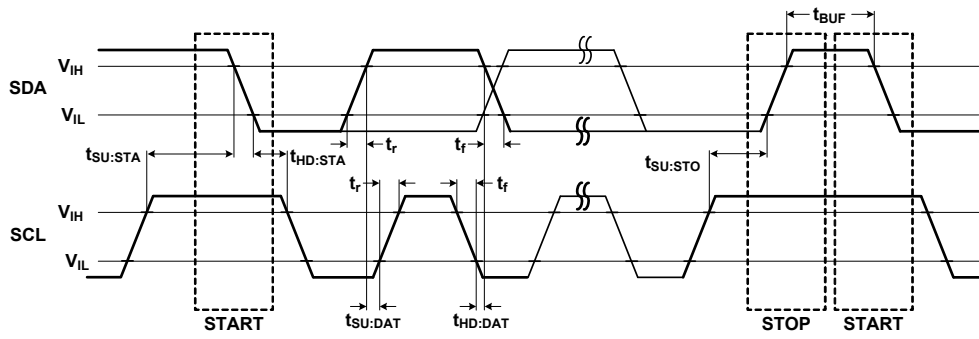 tBUF
VIH
SDA
VIL
tSU:STA
tHD:STA
tr
tf
tSU:STO
tr
tf
VIH
SCL
VIL
tSU:DAT
tHD:DAT
START
STOP
START